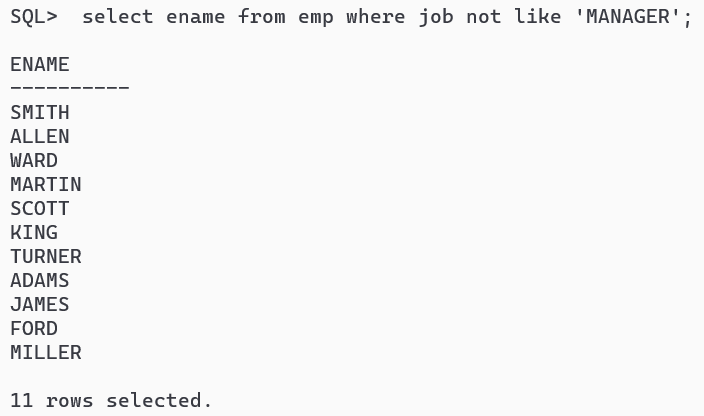 SQL>  select ename from emp where job not like 'MANAGER';
ENAME
----------
SMITH
ALLEN
WARD
MARTIN
SCOTT
KING
TURNER
ADAMS
JAMES
FORD
MILLER
11 rows selected.